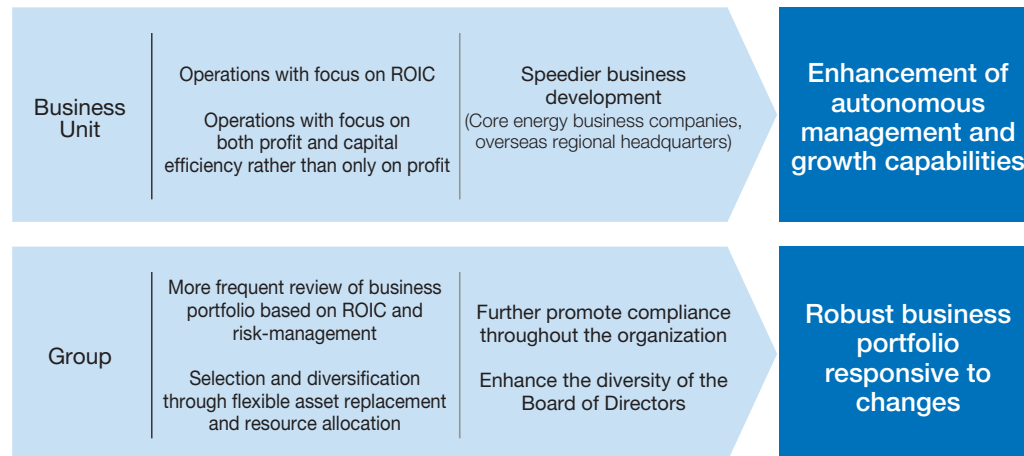 Business
Unit
Operations with focus on ROIC
Operations with focus on
both profit and capital
efficiency rather than only on profit
Speedier business
development
(Core energy business companies,
overseas regional headquarters)
Enhancement of
autonomous
management and
growth capabilities
Group
More frequent review of business
portfolio based on ROIC and
risk-management
Selection and diversification
through flexible asset replacement
and resource allocation
Further promote compliance
throughout the organization
Enhance the diversity of the
Board of Directors
Robust business
portfolio
responsive to
changes